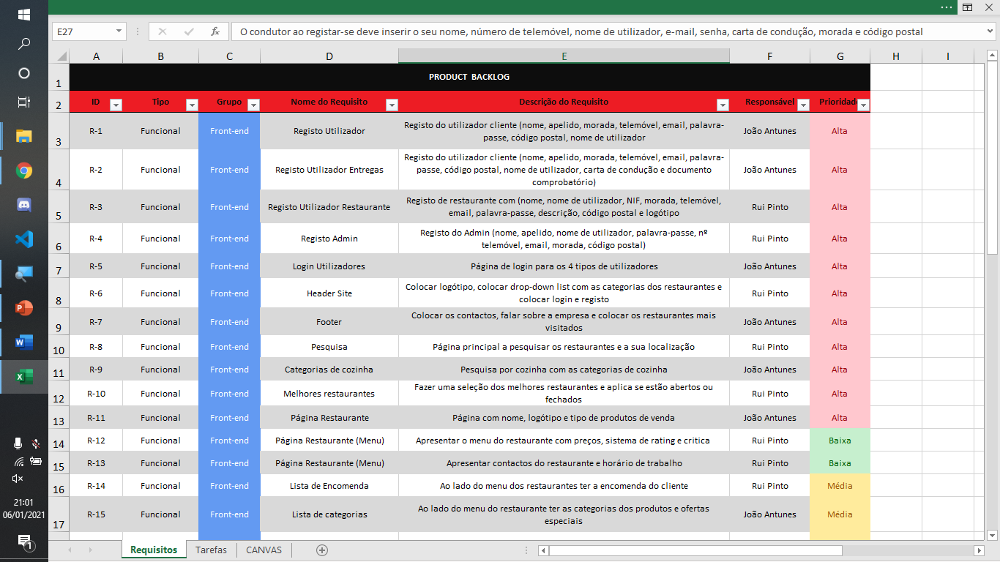 E27
fx
O condutor ao registar-se deve inserir o seu nome, número de telemóvel, nome de utilizador, e-mail, senha, carta de condução, morada e código postal
A B C D E F G H I
1 PRODUCT BACKLOG
2 ID Tipo Grupo Nome do Requisito Descrição do Requisito Responsável Prioridad
3 R-1 Funcional Front-end Registo Utilizador Registo do utilizador cliente (nome, apelido, morada, telemóvel, email, palavra-
passe, código postal, nome de utilizador João Antunes Alta
4 R-2 Funcional Front-end Registo Utilizador Entregas Registo do utilizador cliente (nome, apelido, morada, telemóvel, email, palavra-
passe, código postal, nome de utilizador, carta de condução e documento
comprobatório) João Antunes Alta
5 R-3 Funcional Front-end Registo Utilizador Restaurante Registo de restaurante com (nome, nome de utilizador, NIF, morada, telemóvel,
email, palavra-passe, descrição, código postal e logótipo Rui Pinto Alta
6 R-4 Funcional Front-end Registo Admin Registo do Admin (nome, apelido, nome de utilizador, palavra-passe, nº
telemóvel, email, morada, código postal) Rui Pinto Alta
7 R-5 Funcional Front-end Login Utilizadores Página de login para os 4 tipos de utilizadores João Antunes Alta
8 R-6 Funcional Front-end Header Site Colocar logótipo, colocar drop-down list com as categorias dos restaurantes e
colocar login e registo Rui Pinto Alta
9 R-7 Funcional Front-end Footer Colocar os contactos, falar sobre a empresa e colocar os restaurantes mais
visitados João Antunes Alta
10 R-8 Funcional Front-end Pesquisa Página principal a pesquisar os restaurantes e a sua localização Rui Pinto Alta
11 R-9 Funcional Front-end Categorias de cozinha Pesquisa por cozinha com as categorias de cozinha João Antunes Alta
12 R-10 Funcional Front-end Melhores restaurantes Fazer uma seleção dos melhores restaurantes e aplica se estão abertos ou
fechados Rui Pinto Alta
13 R-11 Funcional Front-end Página Restaurante Página com nome, logótipo e tipo de produtos de venda João Antunes Alta
14 R-12 Funcional Front-end Página Restaurante (Menu) Apresentar o menu do restaurante com preços, sistema de rating e critica Rui Pinto Baixa
15 R-13 Funcional Front-end Página Restaurante (Menu) Apresentar contactos do restaurante e horário de trabalho Rui Pinto Baixa
16 R-14 Funcional Front-end Lista de Encomenda Ao lado do menu dos restaurantes ter a encomenda do cliente Rui Pinto Média
17 R-15 Funcional Front-end Lista de categorias Ao lado do menu do restaurante ter as categorias dos produtos e ofertas
especiais João Antunes Média
Requisitos Tarefas CANVAS
21:01
06/01/2021
1